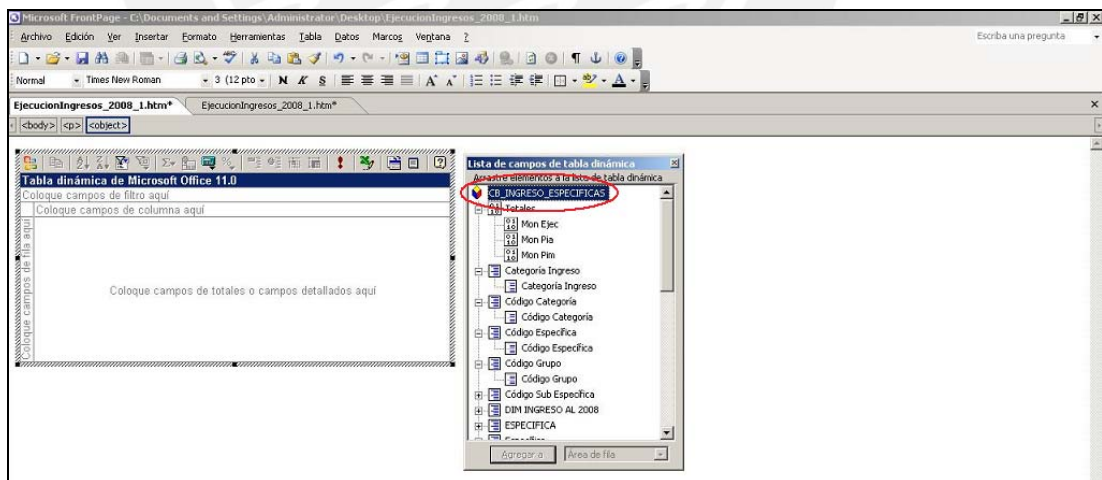 Microsoft FrontPage - C:\Documents and Settings\Administrator\Desktop\EjecucionIngresos_2008_1.htm
Archivo Edición Ver Insertar Formato Herramientas Tabla Datos Marcos Ventana ?
Escriba una pregunta
Normal Times New Roman 3 (12 pto N K S
EjecucionIngresos_2008_1.htm* EjecucionIngresos_2008_1.htm*
<body> <p> <object>
Tabla dinámica de Microsoft Office 11.0
Coloque campos de filtro aquí
Coloque campos de columna aquí
Coloque campos de fila aquí
Coloque campos de totales o campos detallados aquí
Lista de campos de tabla dinámica
Arrastre elementos a la lista de tabla dinámica
CB_INGRESO_ESPECIFICAS
Totales
Mon Ejec
Mon Pia
Mon Pim
Categoría Ingreso
Categoría Ingreso
Código Categoría
Código Categoría
Código Específica
Código Específica
Código Grupo
Código Grupo
Código Sub Específica
DIM INGRESO AL 2008
ESPECIFICA
Agregar a Área de fila